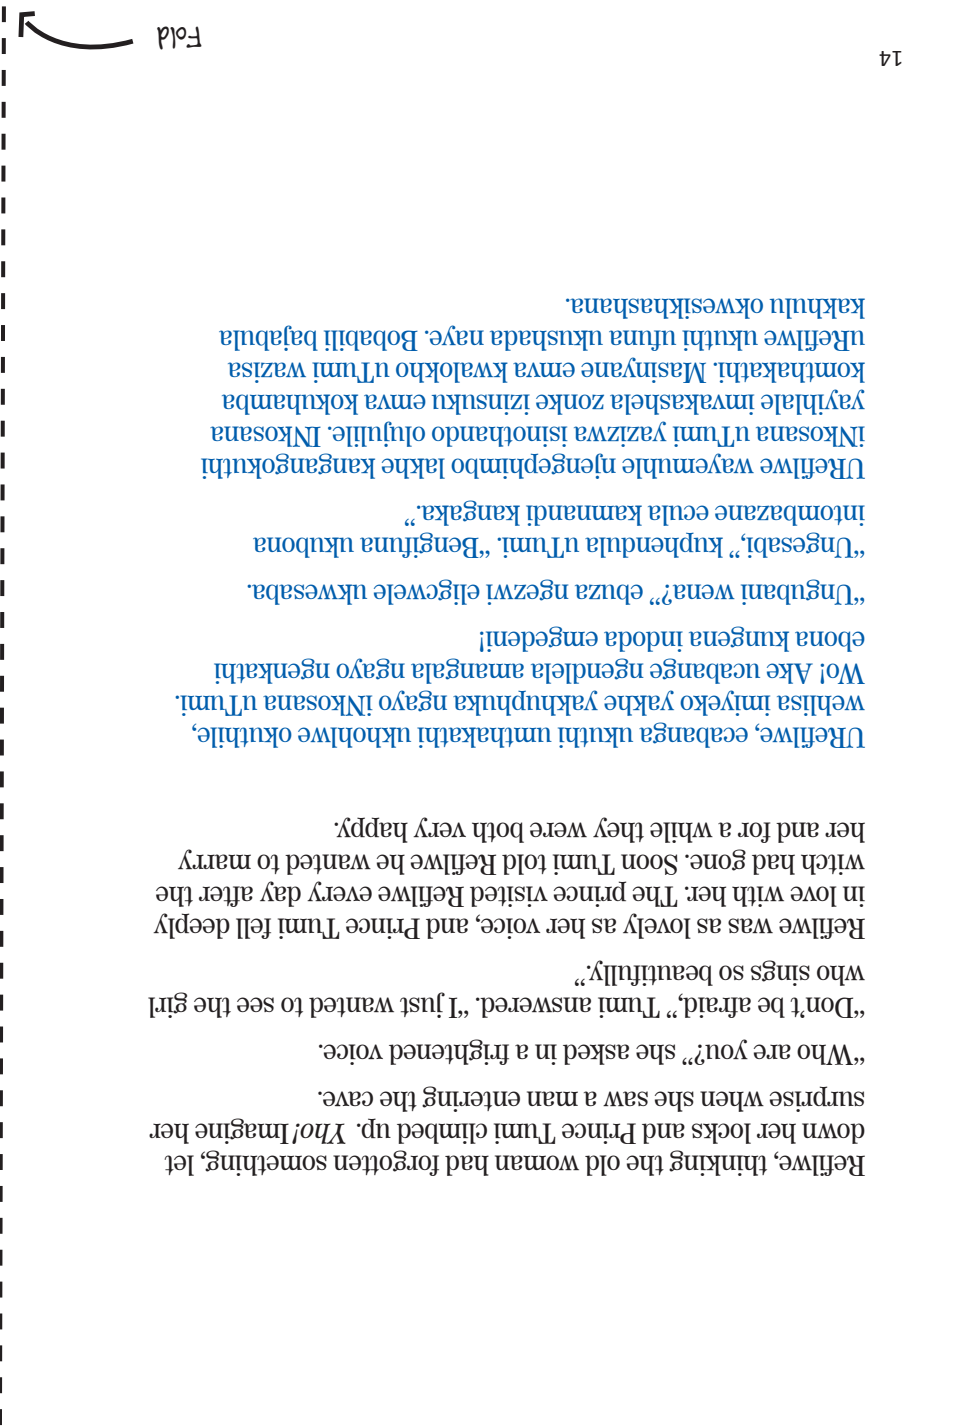 Refilwe, thinking the old woman had forgotten something, let
down her locks and Prince Tumi climbed up. Yho! Imagine her
surprise when she saw a man entering the cave.
“Who are you?” she asked in a frightened voice.
“Don’t be afraid,” Tumi answered. “I just wanted to see the girl
who sings so beautifully.”
Refilwe was as lovely as her voice, and Prince Tumi fell deeply
in love with her. The prince visited Refilwe every day after the
witch had gone. Soon Tumi told Refilwe he wanted to marry
her and for a while they were both very happy.
URefilwe, ecabanga ukuthi umthakathi ukhohlwe okuthile,
wehlisa imiyeko yakhe yakhuphuka ngayo iNkosana uTumi.
Wo! Ake ucabange ngendlela amangala ngayo ngenkathi
ebona kungena indoda emgedeni!
“Ungubani wena?” ebuza ngezwi eligcwele ukwesaba.
“Ungesabi,” kuphendula uTumi. “Bengifuna ukubona
intombazane ecula kamnandi kangaka.”
URefilwe wayemuhle njengephimbo lakhe kangangokuthi
iNkosana uTumi yazizwa isinothando olujulile. INkosana
yayihlale imvakashela zonke izinsuku emva kokuhamba
komthakathi. Masinyane emva kwalokho uTumi wazisa
uRefilwe ukuthi ufuna ukushada naye. Bobabili bajabula
kakhulu okwesikhashana.
14
Fold